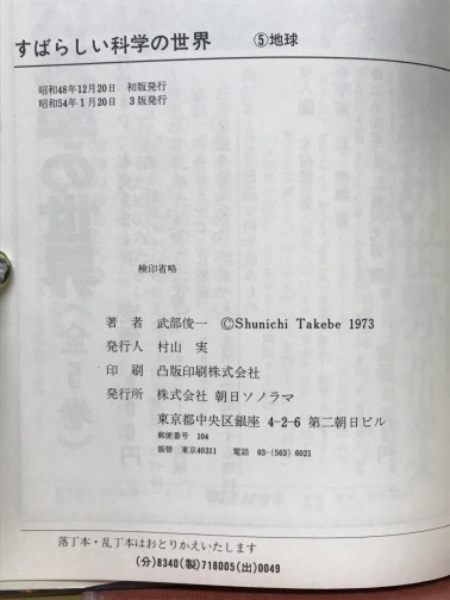 すばらしい科学の世界 ⑤地球
昭和48年12月20日 初版発行
昭和54年1月20日 3版発行
検印省略
著者 武部俊一 ©Shunichi Takebe 1973
発行人 村山 実
印刷 凸版印刷株式会社
発行所 株式会社 朝日ソノラマ
東京都中央区銀座 4-2-6 第二朝日ビル
郵便番号 104
振替 東京40311 電話 03-(563) 6021
落丁本・乱丁本はおとりかえいたします
(分)8340(製)718005(出)0049